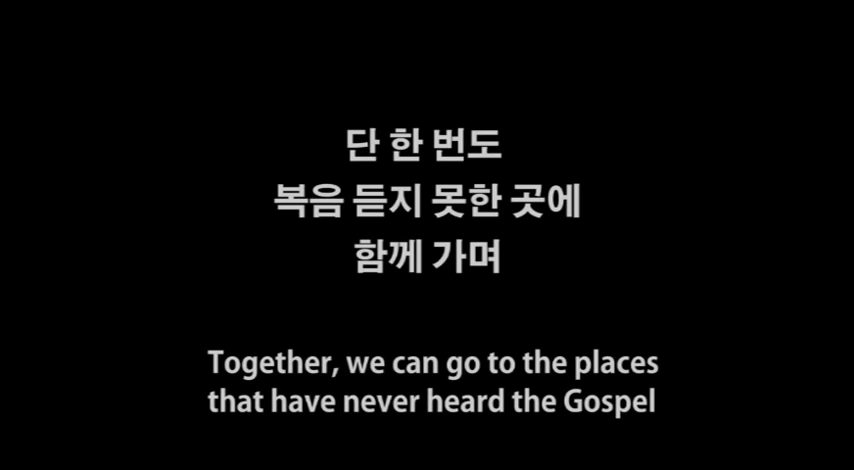 단 한 번도
복음 듣지 못한 곳에
함께 가며
Together, we can go to the places
that have never heard the Gospel